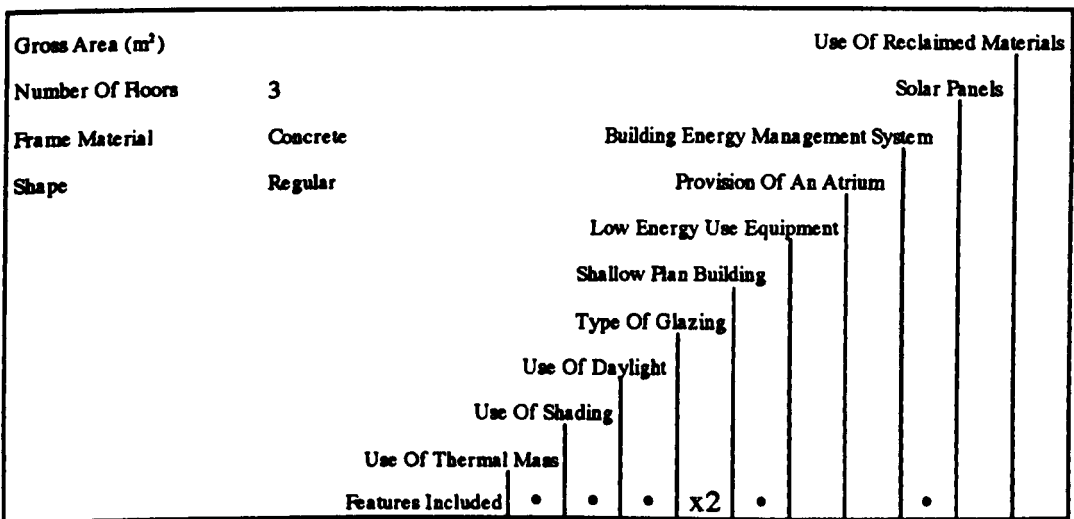 Gross Area (m²)
Use Of Reclaimed Materials
Number Of Floors 3
Solar Panels
Frame Material Concrete
Building Energy Management System
Shape Regular
Provision Of An Atrium
Low Energy Use Equipment
Shallow Plan Building
Type Of Glazing
Use Of Daylight
Use Of Shading
Use Of Thermal Mass
Features Included • • • x2 • •